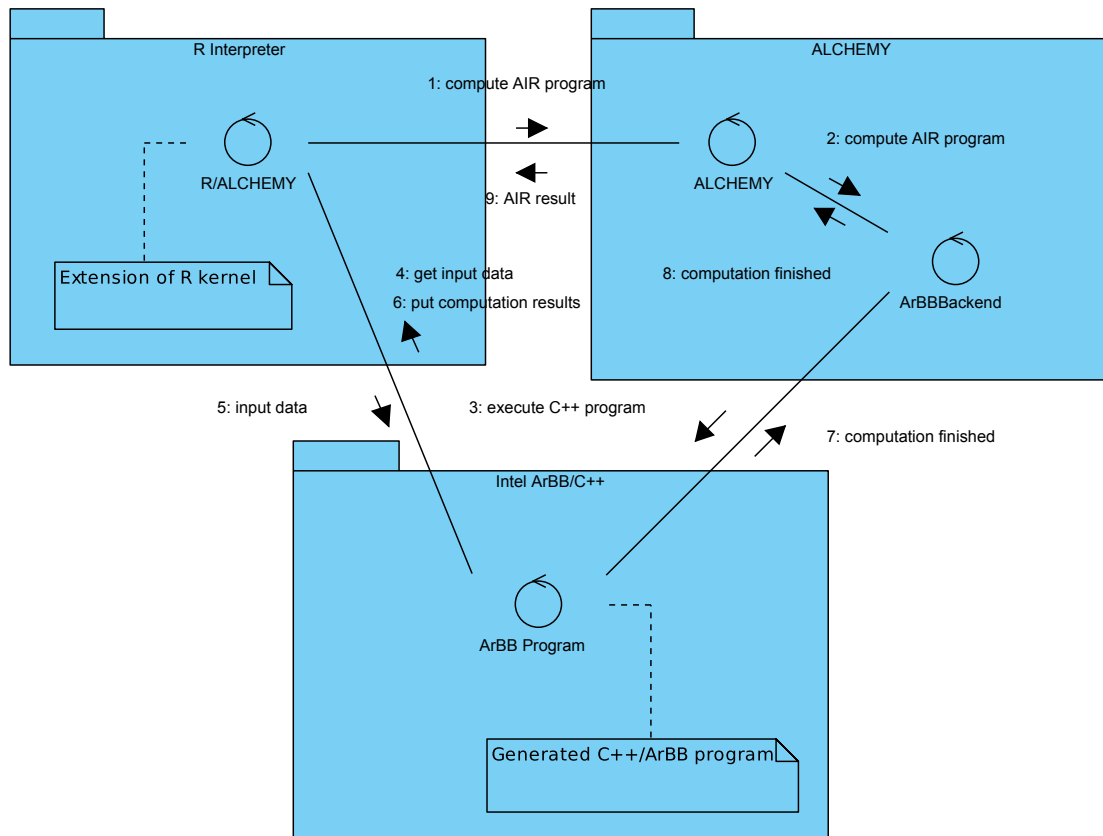 R Interpreter
ALCHEMY
1: compute AIR program
2: compute AIR program
R/ALCHEMY
ALCHEMY
9: AIR result
Extension of R kernel
4: get input data
6: put computation results
8: computation finished
ArBBBackend
5: input data
3: execute C++ program
7: computation finished
Intel ArBB/C++
ArBB Program
Generated C++/ArBB program